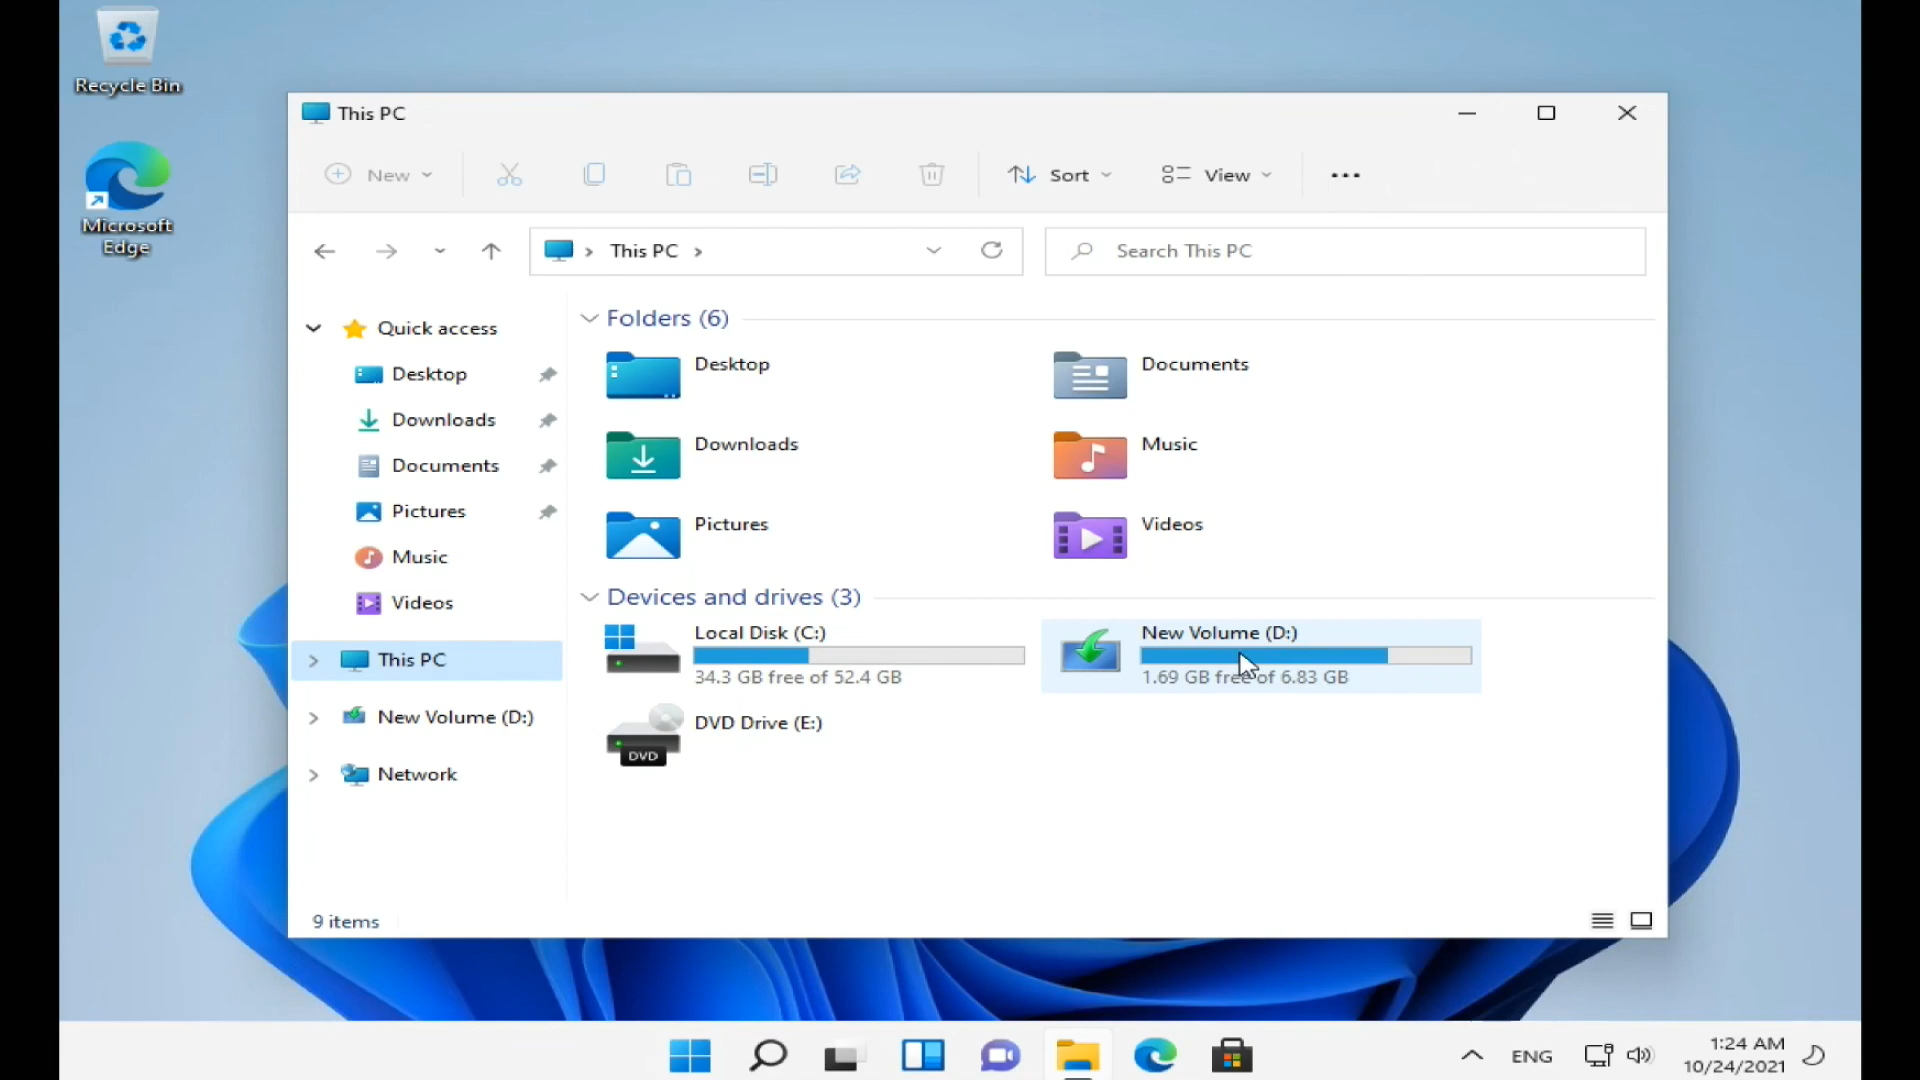 Recycle Bin
Microsoft
Edge
This PC
New
Sort
View
This PC
Search This PC
Quick access
Desktop
Downloads
Documents
Pictures
Music
Videos
This PC
New Volume (D:)
Network
Folders (6)
Desktop
Documents
Downloads
Music
Pictures
Videos
Devices and drives (3)
Local Disk (C:)
34.3 GB free of 52.4 GB
New Volume (D:)
1.69 GB free of 6.83 GB
DVD Drive (E:)
DVD
9 items
ENG
1:24 AM
10/24/2021